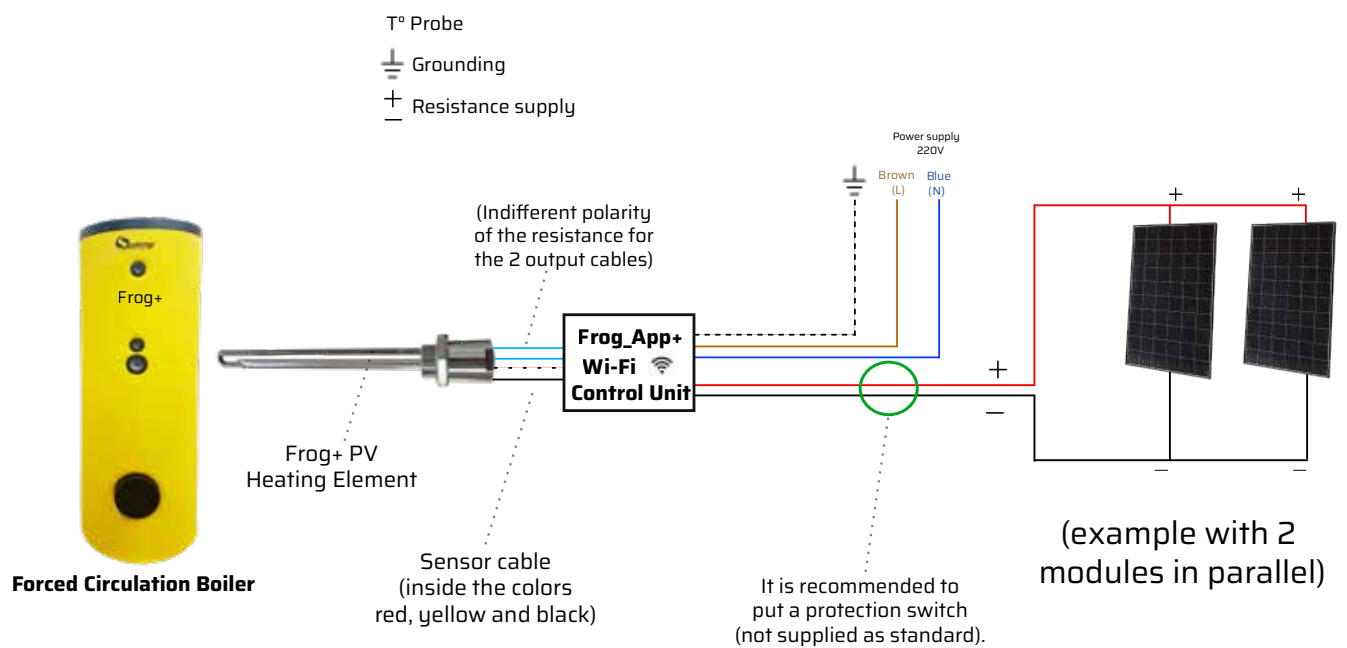 T° Probe
Grounding
+ Resistance supply
−
Power supply
220V
Brown
(L)
Blue
(N)
+
+
(Indifferent polarity
of the resistance for
the 2 output cables)
Frog+
Frog_App+
Wi-Fi
Control Unit
+
−
Frog+ PV
Heating Element
−
−
(example with 2
modules in parallel)
Sensor cable
(inside the colors
red, yellow and black)
Forced Circulation Boiler
It is recommended to
put a protection switch
(not supplied as standard).